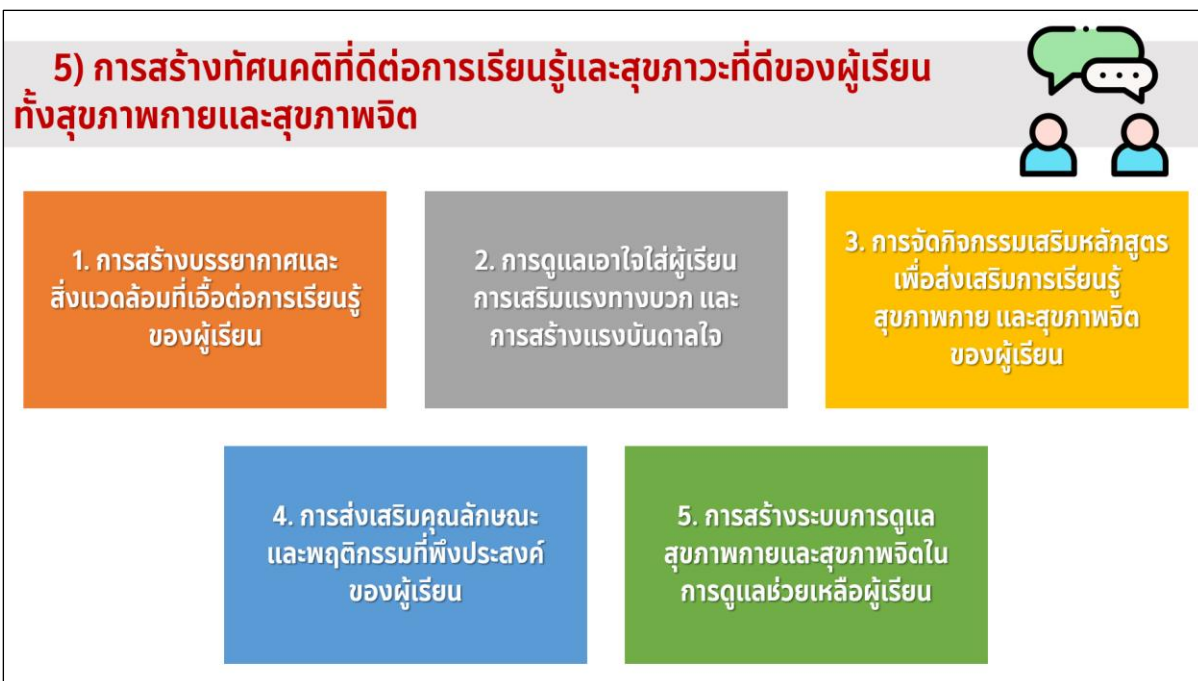 5) การสร้างทัศนคติที่ดีต่อการเรียนรู้และสุขภาวะที่ดีของผู้เรียน
ทั้งสุขภาพกายและสุขภาพจิต
1. การสร้างบรรยากาศและ
สิ่งแวดล้อมที่เอื้อต่อการเรียนรู้
ของผู้เรียน
2. การดูแลเอาใจใส่ผู้เรียน
การเสริมแรงทางบวก และ
การสร้างแรงบันดาลใจ
3. การจัดกิจกรรมเสริมหลักสูตร
เพื่อส่งเสริมการเรียนรู้
สุขภาพกาย และสุขภาพจิต
ของผู้เรียน
4. การส่งเสริมคุณลักษณะ
และพฤติกรรมที่พึงประสงค์
ของผู้เรียน
5. การสร้างระบบการดูแล
สุขภาพกายและสุขภาพจิตใน
การดูแลช่วยเหลือผู้เรียน